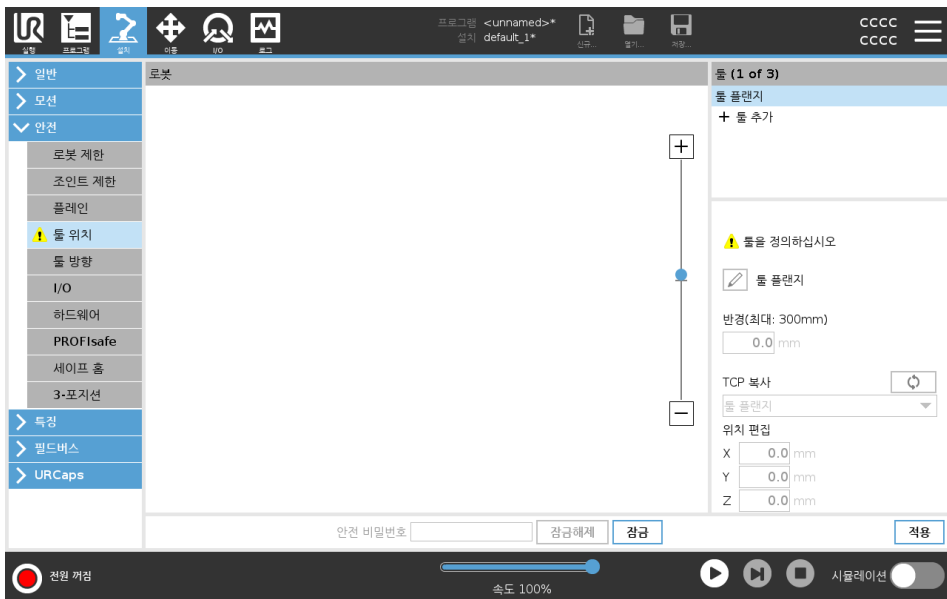 UR
실행
프로그램
설치
이동
I/O
로그
프로그램 <unnamed>*
설치 default_1*
신규...
열기...
저장...
cccc
cccc
일반
모션
안전
로봇 제한
조인트 제한
플레인
툴 위치
툴 방향
I/O
하드웨어
PROFIsafe
세이프 홈
3-포지션
특징
필드버스
URCaps
로봇
툴 (1 of 3)
툴 플랜지
+ 툴 추가
툴을 정의하십시오
툴 플랜지
반경(최대: 300mm)
0.0 mm
TCP 복사
툴 플랜지
위치 편집
X 0.0 mm
Y 0.0 mm
Z 0.0 mm
안전 비밀번호
잠금해제
잠금
적용
전원 꺼짐
속도 100%
시뮬레이션